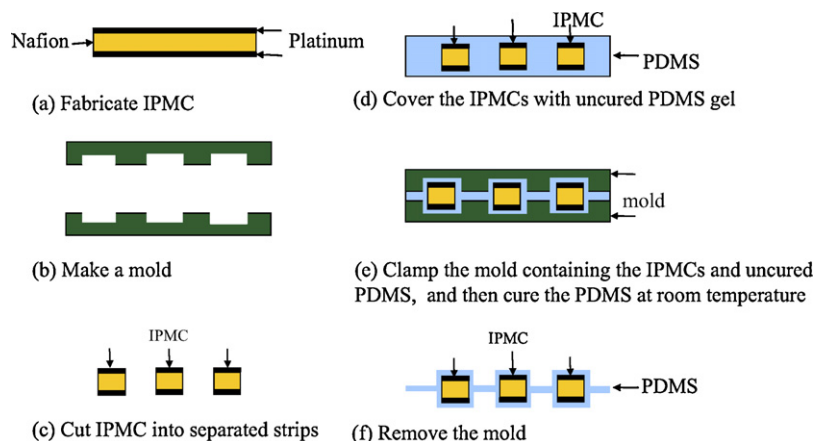 Nafion
Platinum
(a) Fabricate IPMC
(b) Make a mold
IPMC
(c) Cut IPMC into separated strips
IPMC
PDMS
(d) Cover the IPMCs with uncured PDMS gel
mold
(e) Clamp the mold containing the IPMCs and uncured
PDMS, and then cure the PDMS at room temperature
IPMC
PDMS
(f) Remove the mold